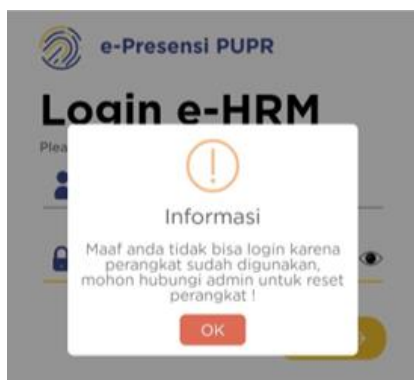 e-Presensi PUPR
Login e-HRM
Plea
Informasi
Maaf anda tidak bisa login karena
perangkat sudah digunakan,
mohon hubungi admin untuk reset
perangkat !
OK